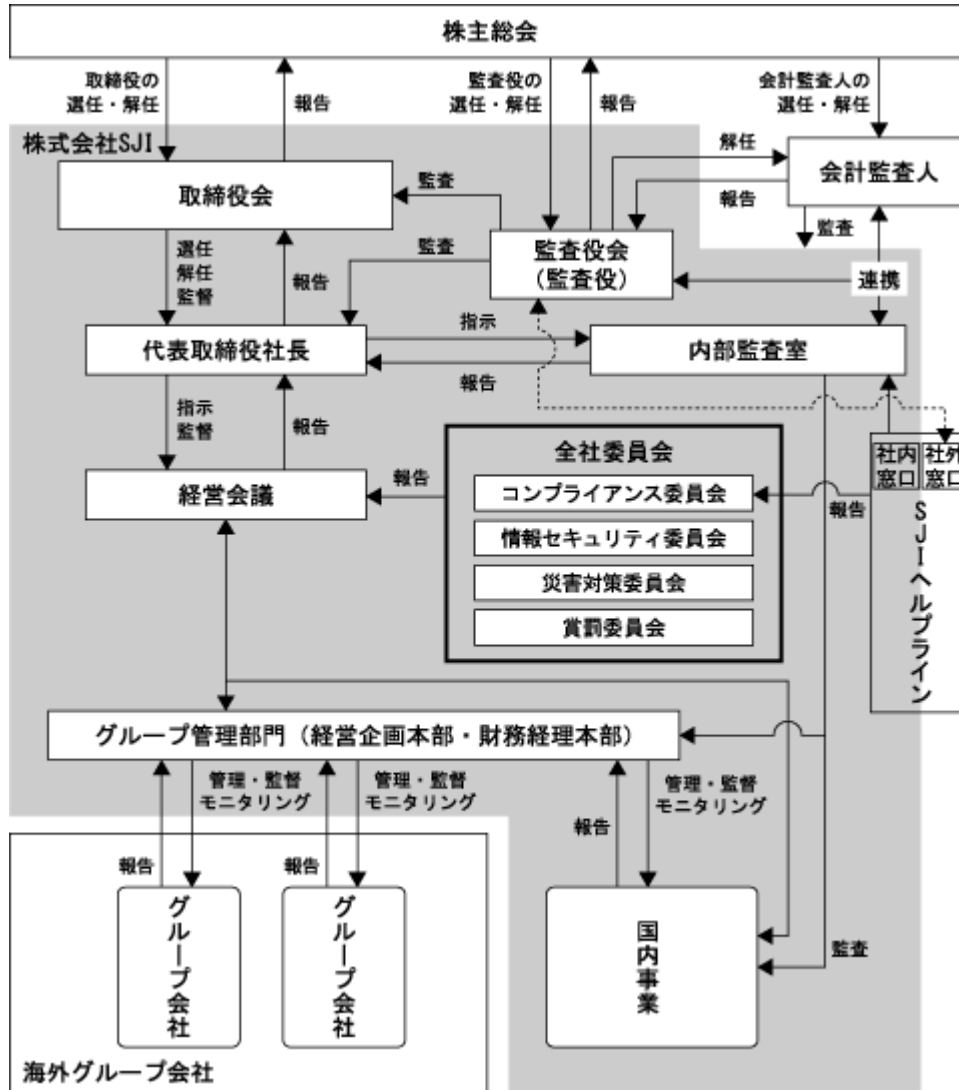 株主総会
取締役の
選任・解任
報告
監査役の
選任・解任
報告
会計監査人の
選任・解任
株式会社SJI
取締役会
監査
解任
報告
会計監査人
監査
選任
解任
監督
報告
監査
監査役会
(監査役)
連携
代表取締役社長
指示
報告
内部監査室
指示
監督
報告
経営会議
報告
全社委員会
コンプライアンス委員会
情報セキュリティ委員会
災害対策委員会
賞罰委員会
報告
社内
窓口
社外
窓口
SJIヘルプライン
グループ管理部門（経営企画本部・財務経理本部）
管理・監督
モニタリング
管理・監督
モニタリング
管理・監督
モニタリング
報告
報告
報告
グループ会社
グループ会社
国内事業
監査
海外グループ会社